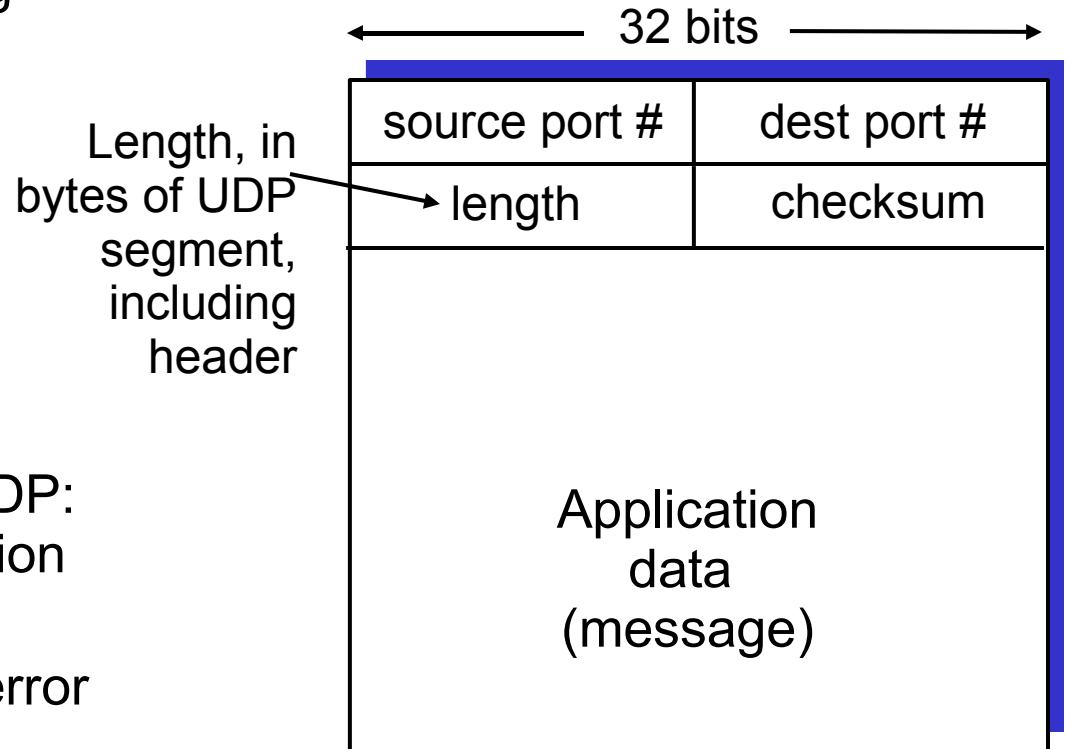 32 bits
source port # dest port #
Length, in
bytes of UDP
segment,
including
header
length checksum
Application
data
(message)